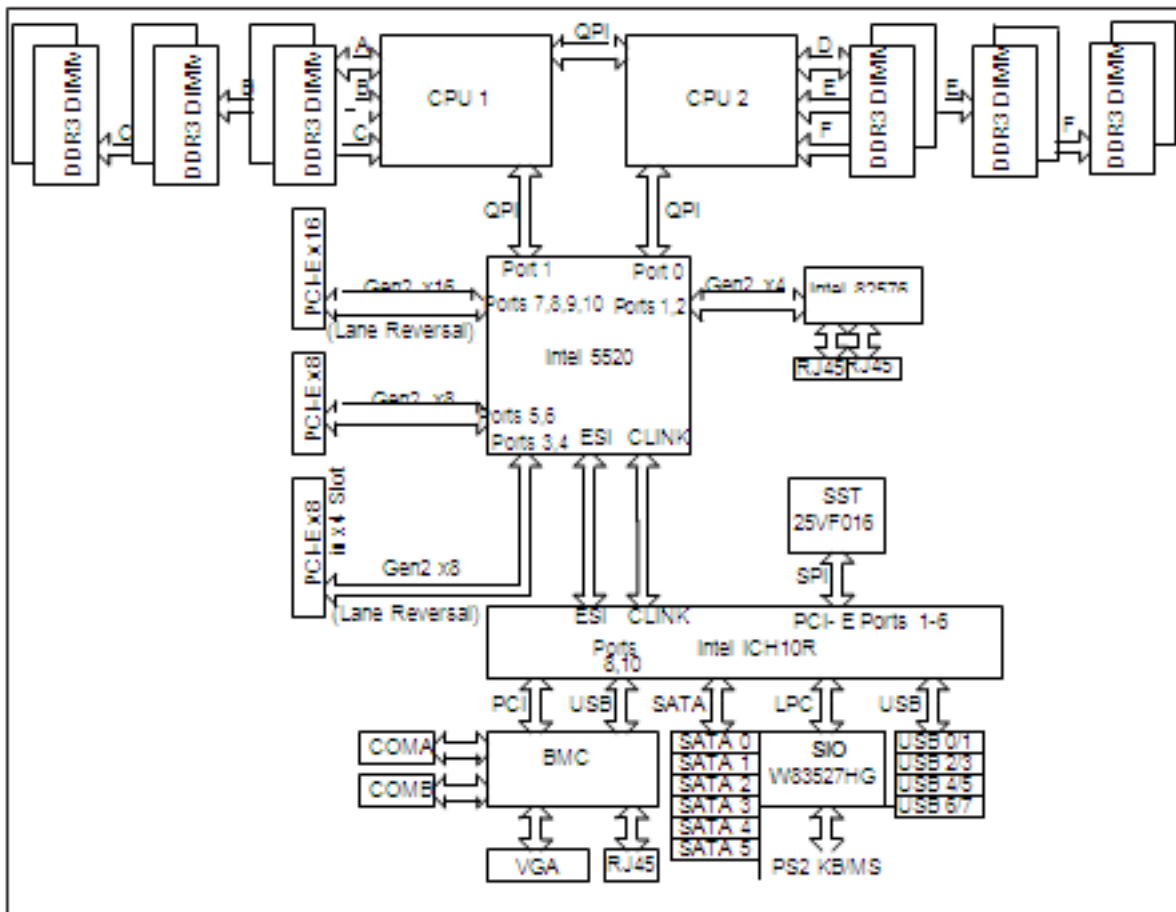 QPI
A
B
C
D
E
F
B
C
E
F
DDR3 DIMM
DDR3 DIMM
DDR3 DIMM
CPU 1
CPU 2
DDR3 DIMM
DDR3 DIMM
DDR3 DIMM
QPI
QPI
PCI-E x16
Gen2 x16
(Lane Reversal)
Port 1
Port 0
Ports 7,8,9,10
Ports 1,2
Gen2 x4
Intel 82576
RJ45
RJ45
Intel 5520
PCI-E x8
Gen2 x8
Ports 5,6
Ports 3,4
ESI
CLINK
PCI-E x8
in x4 Slot
Gen2 x8
(Lane Reversal)
SST
25VF016
SPI
ESI
CLINK
PCI- E Ports 1-6
Ports
8,10
Intel ICH10R
PCI
USB
SATA
LPC
USB
COMA
COMB
BMC
SATA 0
SATA 1
SATA 2
SATA 3
SATA 4
SATA 5
SIO
W83527HG
USB 0/1
USB 2/3
USB 4/5
USB 6/7
VGA
RJ45
PS2 KB/MS